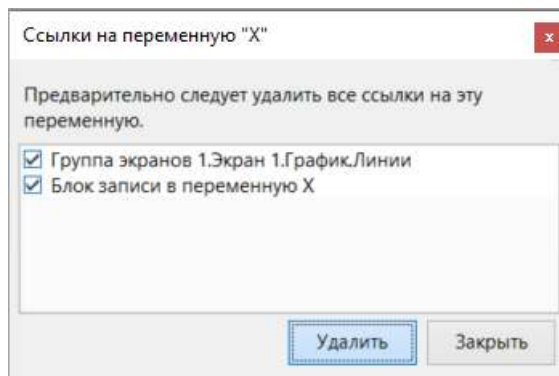 Ссылки на переменную "X"
x
Предварительно следует удалить все ссылки на эту
переменную.
Группа экранов 1.Экран 1.График.Линии
Блок записи в переменную X
Удалить
Закрыть